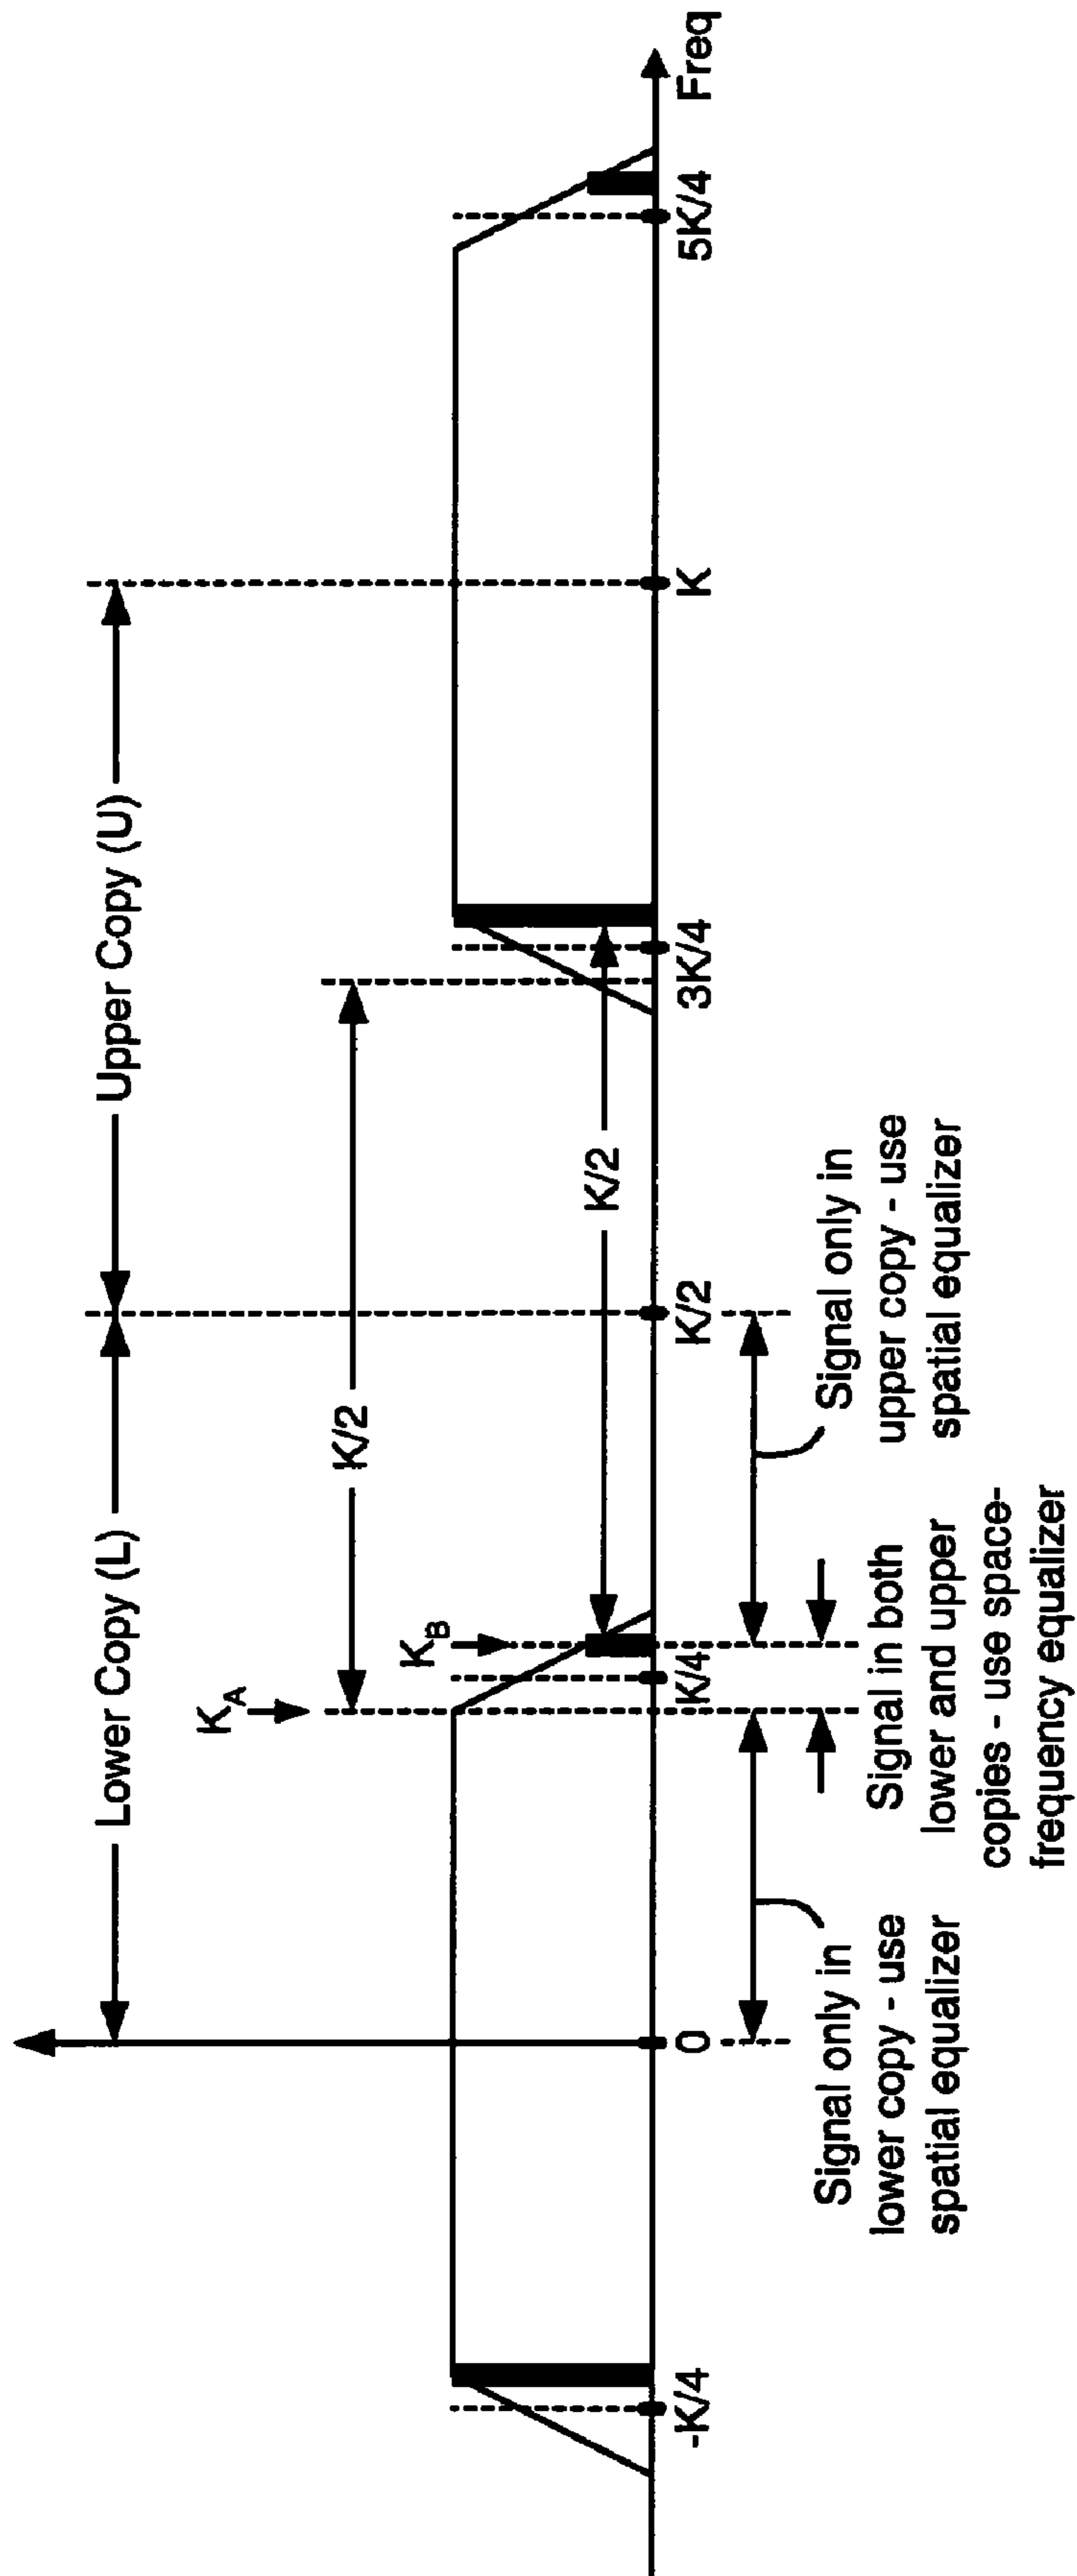 Lower Copy (L)
Upper Copy (U)
K/2
K_A
K_B
K/2
-K/4
0
K/4
K/2
3K/4
K
5K/4
Freq
Signal only in
lower copy - use
spatial equalizer
Signal in both
lower and upper
copies - use space-
frequency equalizer
Signal only in
upper copy - use
spatial equalizer